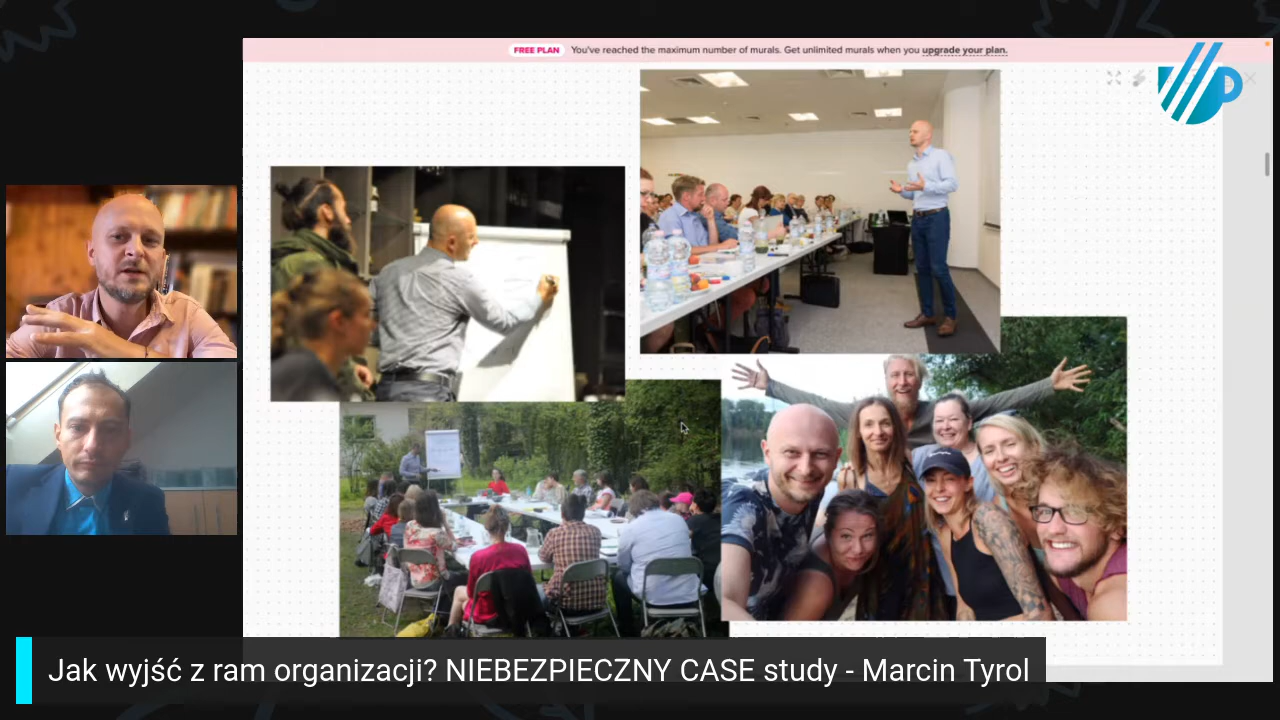 FREE PLAN You've reached the maximum number of murals. Get unlimited murals when you upgrade your plan.
Jak wyjść z ram organizacji? NIEBEZPIECZNY CASE study - Marcin Tyrol